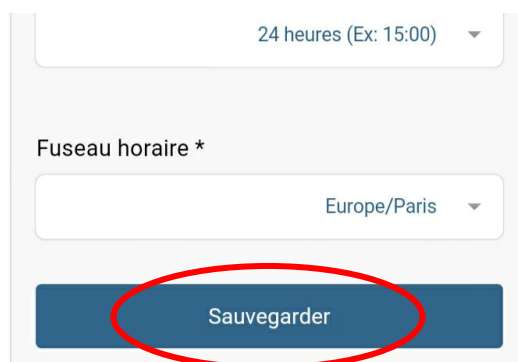 24 heures (Ex: 15:00)
Fuseau horaire *
Europe/Paris
Sauvegarder